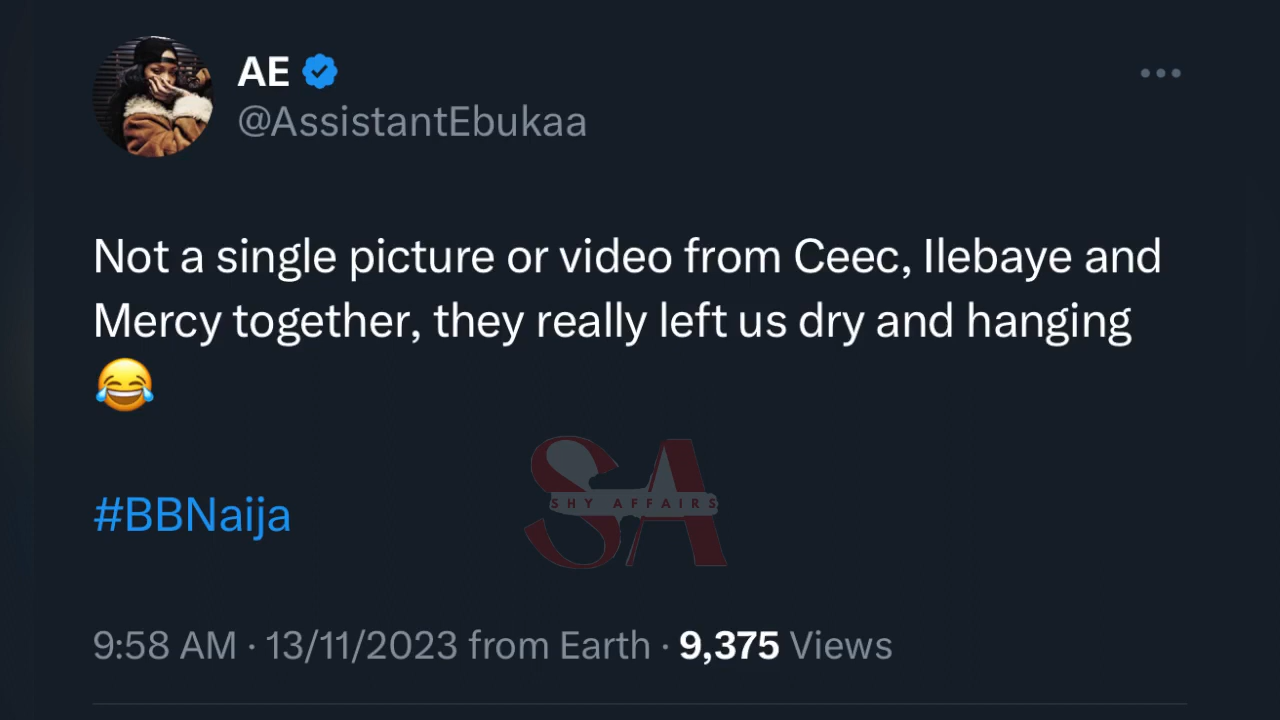 AE
@AssistantEbukaa
Not a single picture or video from Ceec, Ilebaye and
Mercy together, they really left us dry and hanging
😂
SA
SHY AFFAIRS
#BBNaija
9:58 AM · 13/11/2023 from Earth · 9,375 Views